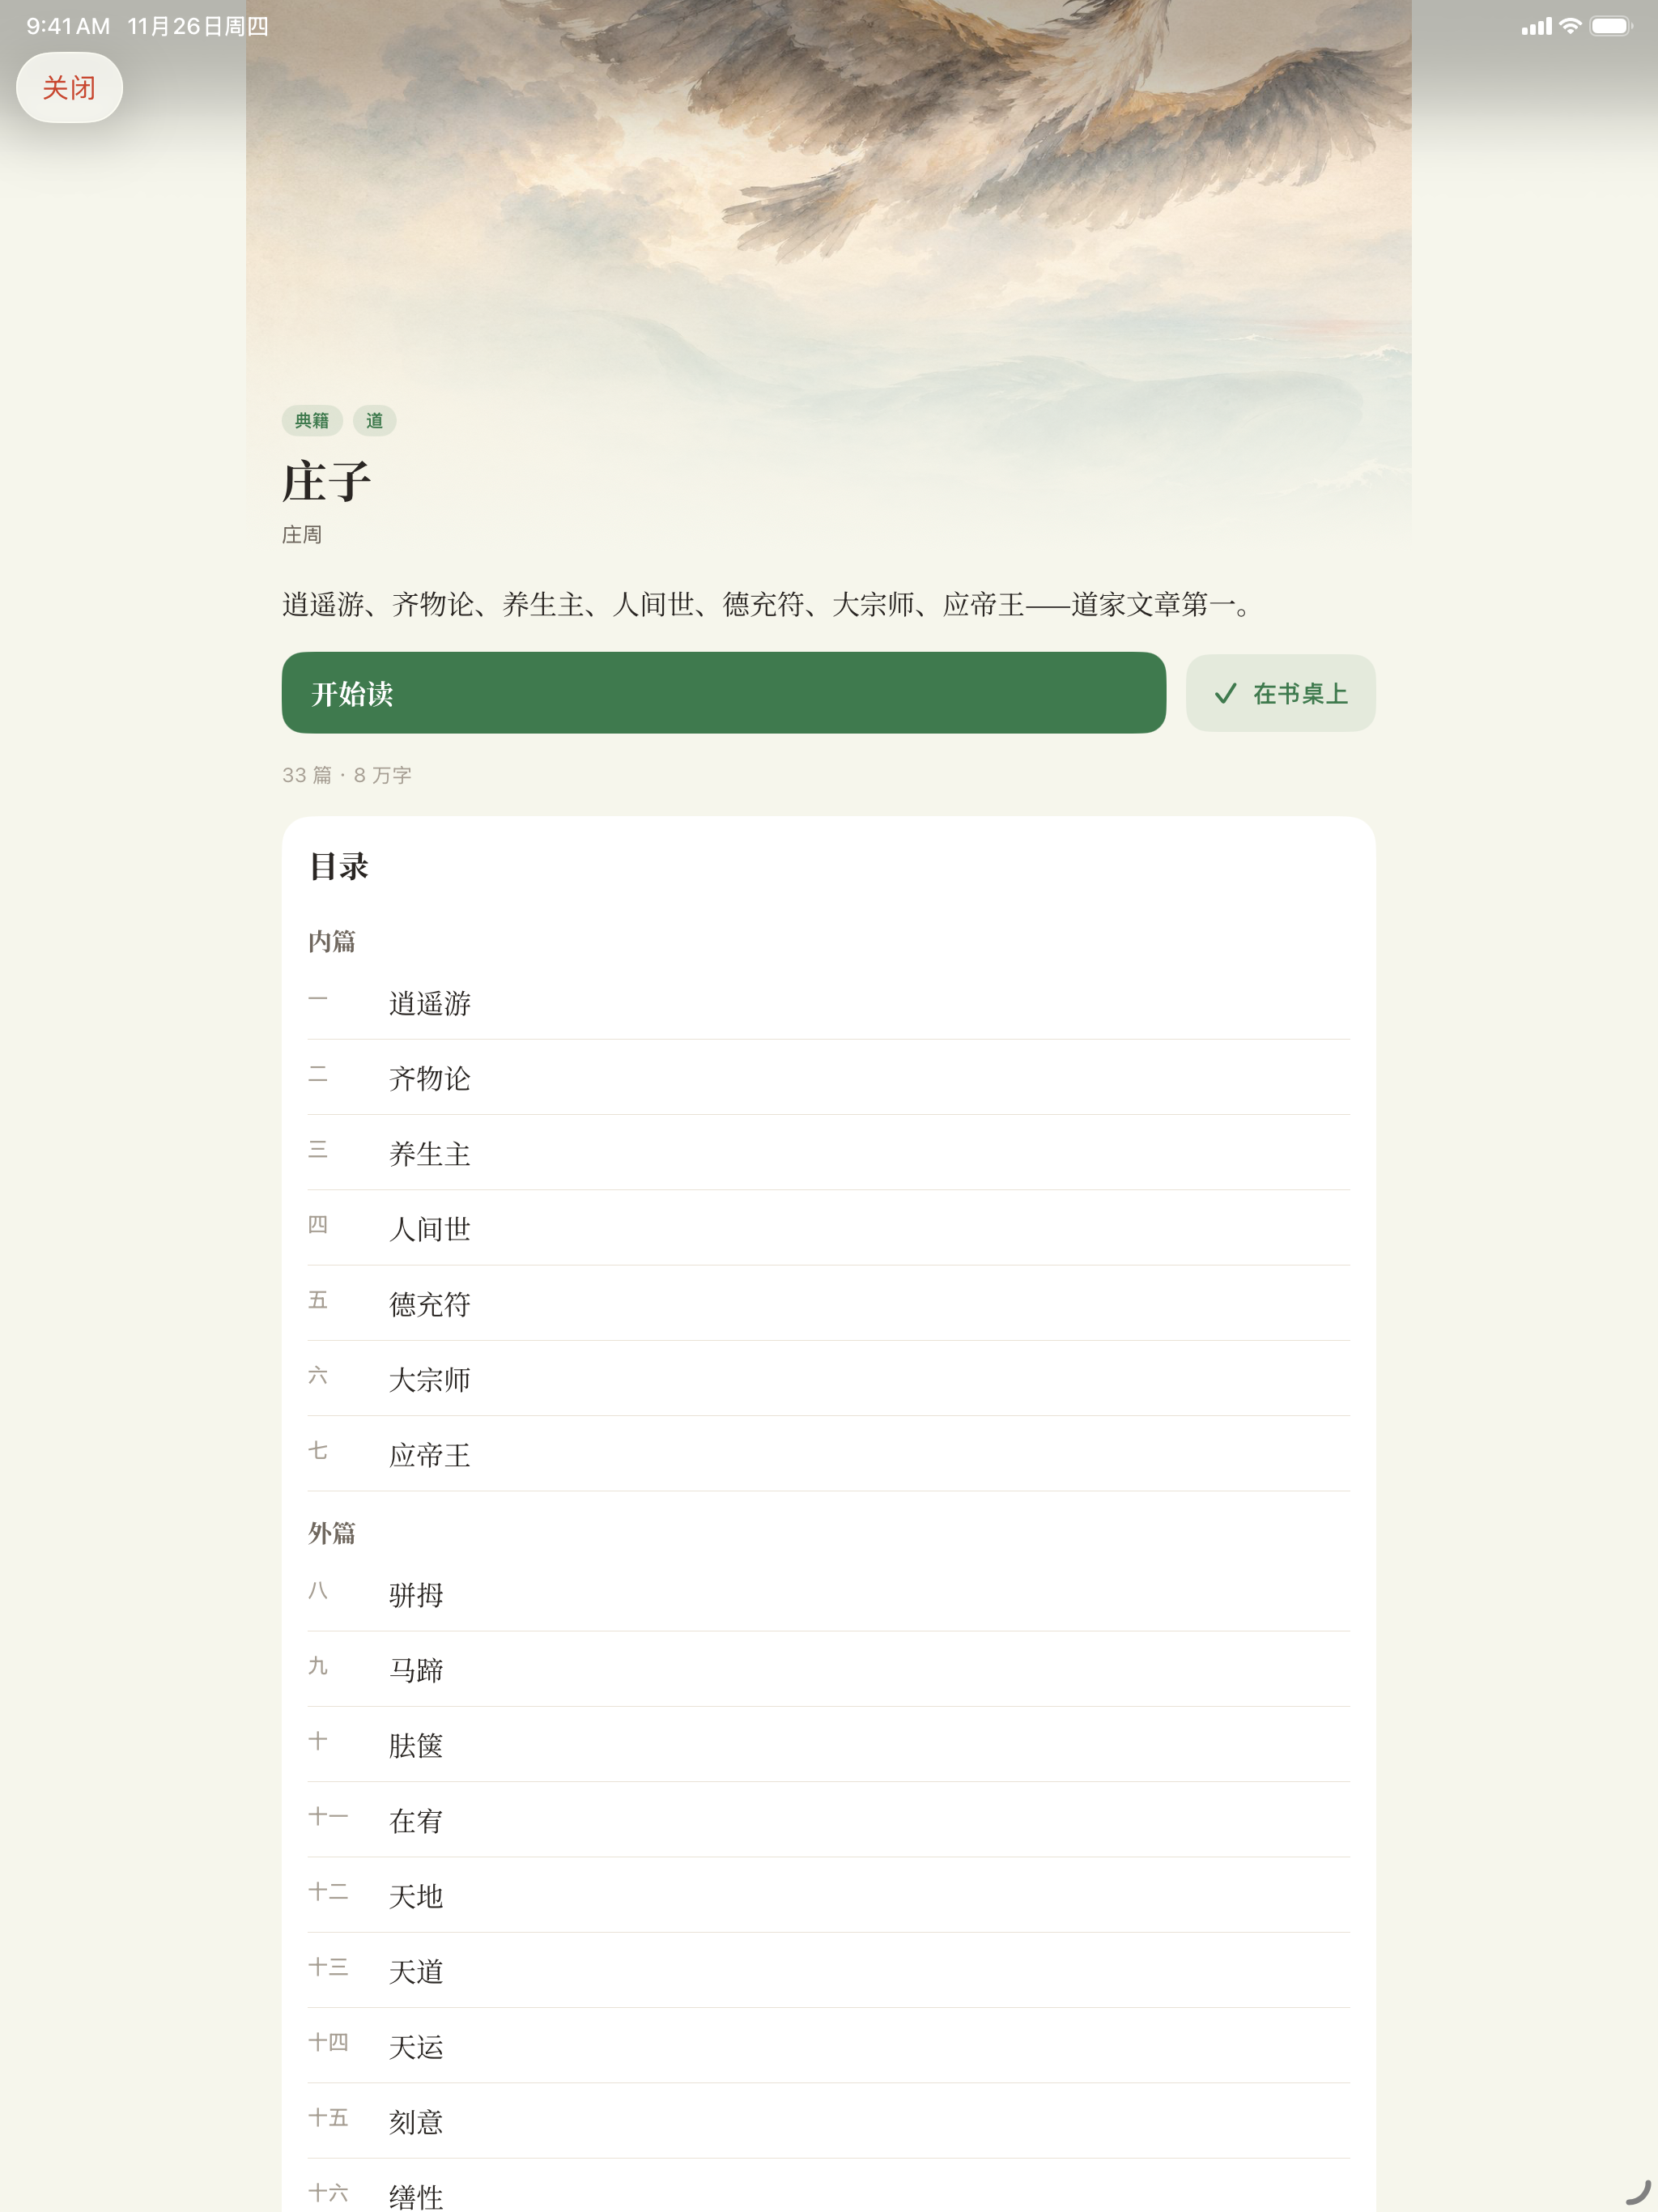 9:41 AM 11月26日周四
关闭
典籍 道
庄子
庄周
逍遥游、齐物论、养生主、人间世、德充符、大宗师、应帝王——道家文章第一。
开始读
在书桌上
33 篇 · 8 万字
目录
内篇
一 逍遥游
二 齐物论
三 养生主
四 人间世
五 德充符
六 大宗师
七 应帝王
外篇
八 骈拇
九 马蹄
十 胠箧
十一 在宥
十二 天地
十三 天道
十四 天运
十五 刻意
十六 缮性